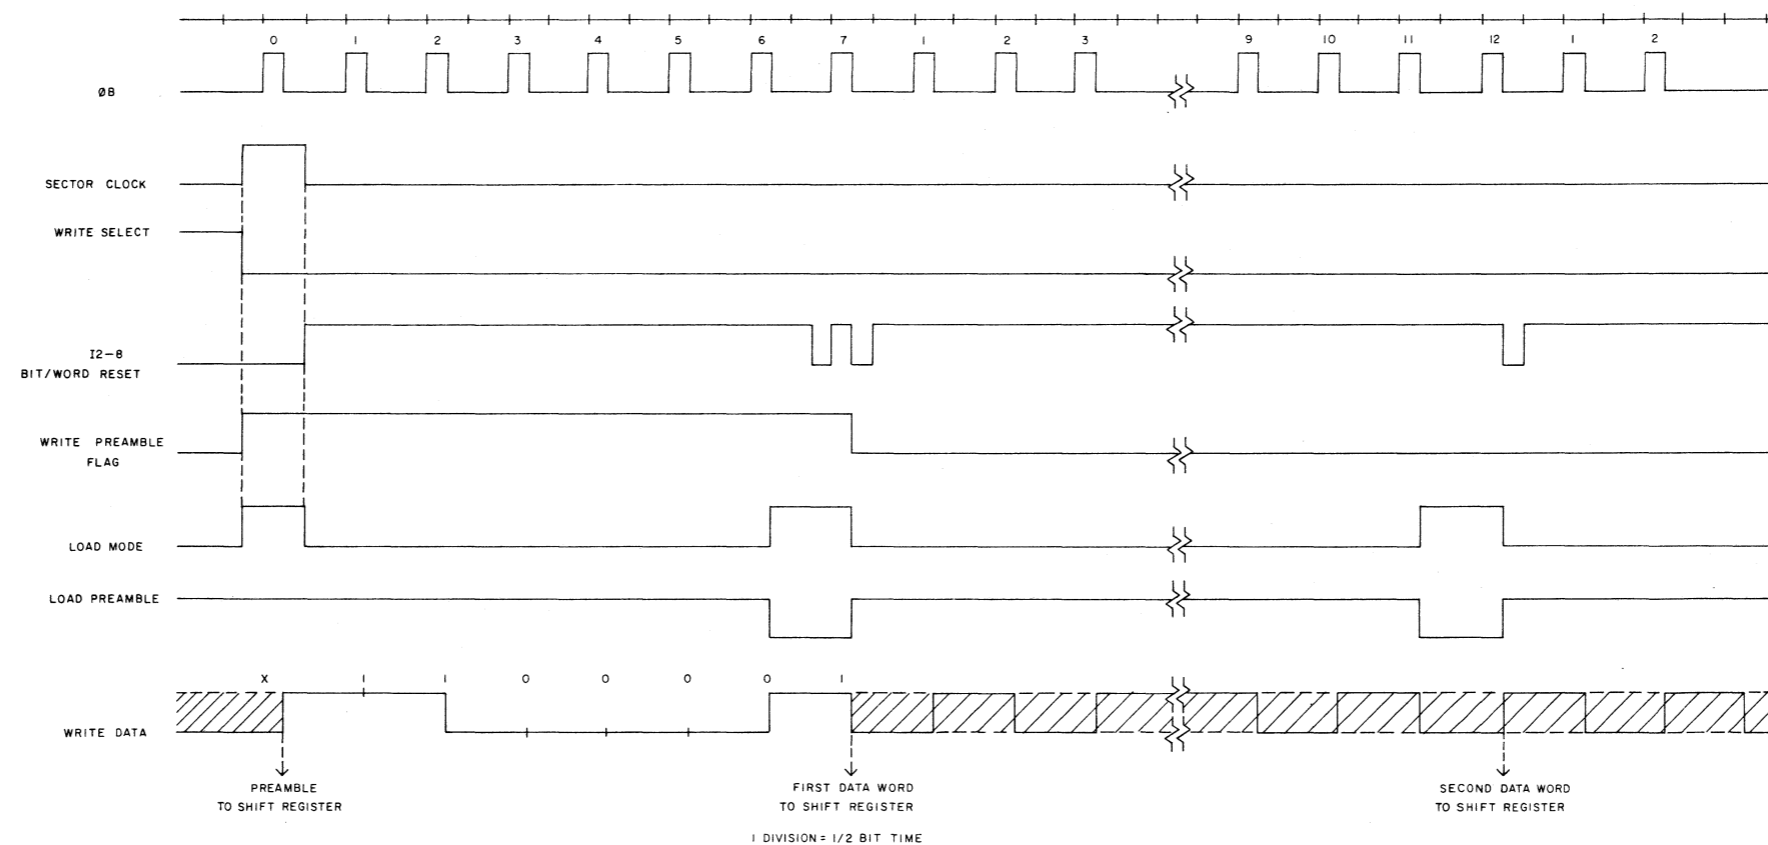 0 1 2 3 4 5 6 7 1 2 3 9 10 11 12 1 2
ØB
SECTOR CLOCK
WRITE SELECT
I2-8
BIT/WORD RESET
WRITE PREAMBLE
FLAG
LOAD MODE
LOAD PREAMBLE
X 1 1 0 0 0 0 1
WRITE DATA
PREAMBLE
TO SHIFT REGISTER
FIRST DATA WORD
TO SHIFT REGISTER
SECOND DATA WORD
TO SHIFT REGISTER
1 DIVISION = 1/2 BIT TIME